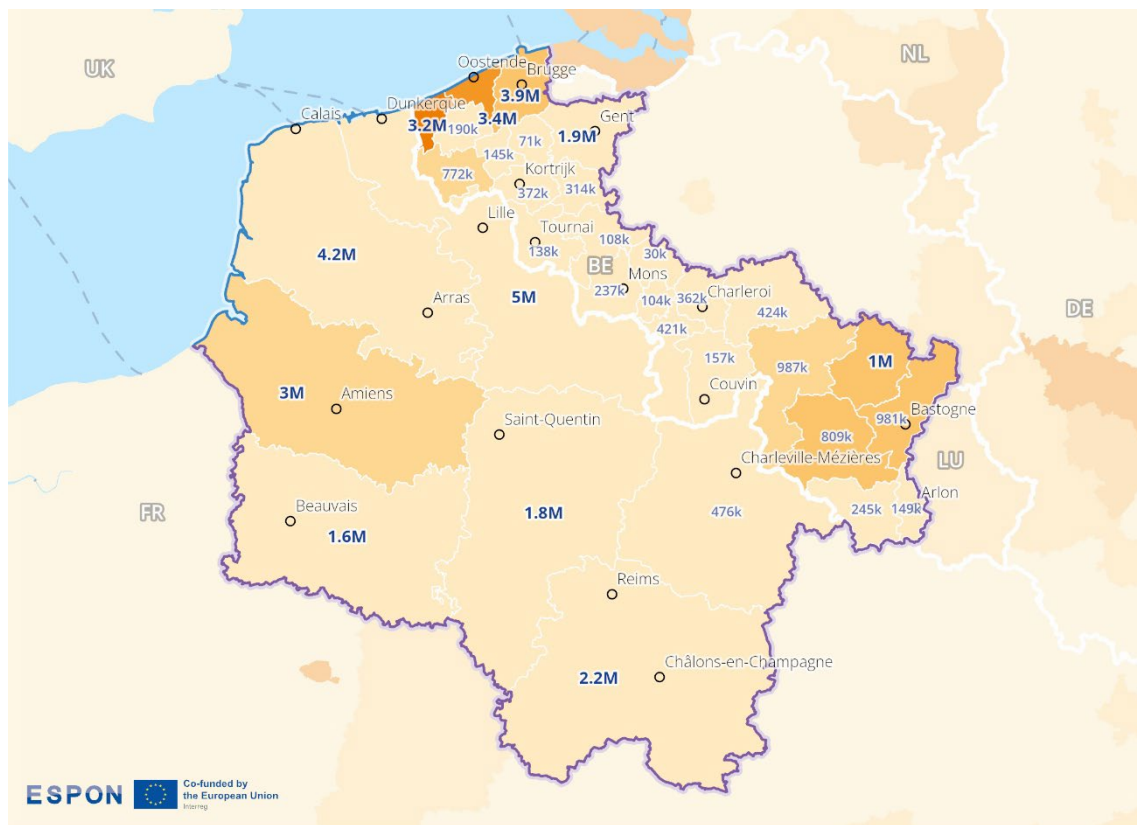 UK
NL
Oostende
Brugge
3.9M
Calais
Dunkerque
3.2M
190k
3.4M
71k
1.9M
Gent
145k
772k
Kortrijk
372k
314k
Lille
Tournai
138k
108k
30k
BE
4.2M
Mons
237k
5M
104k
362k
Charleroi
424k
DE
Arras
421k
157k
987k
1M
Couvin
3M
Amiens
981k
Bastogne
Saint-Quentin
809k
Charleville-Mézières
LU
FR
Beauvais
1.6M
1.8M
476k
245k
149k
Arlon
Reims
2.2M
Châlons-en-Champagne
ESPON
Co-funded by
the European Union
Interreg